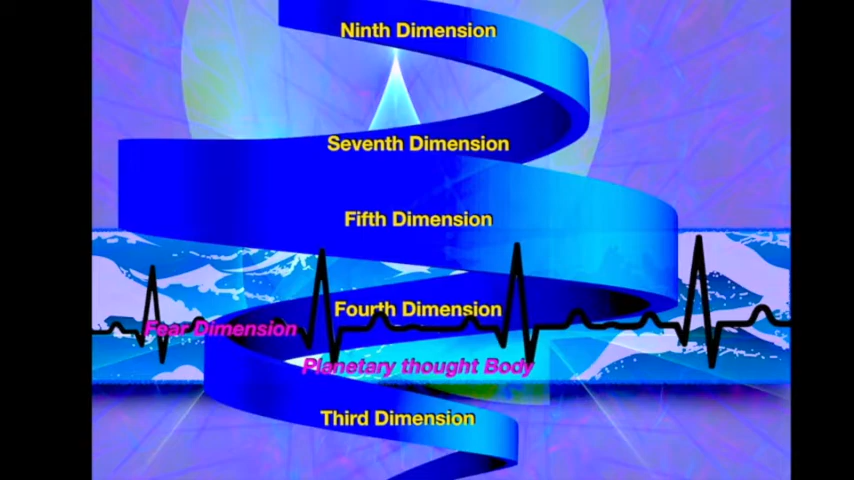 Ninth Dimension
Seventh Dimension
Fifth Dimension
Fourth Dimension
Fear Dimension
Planetary thought Body
Third Dimension